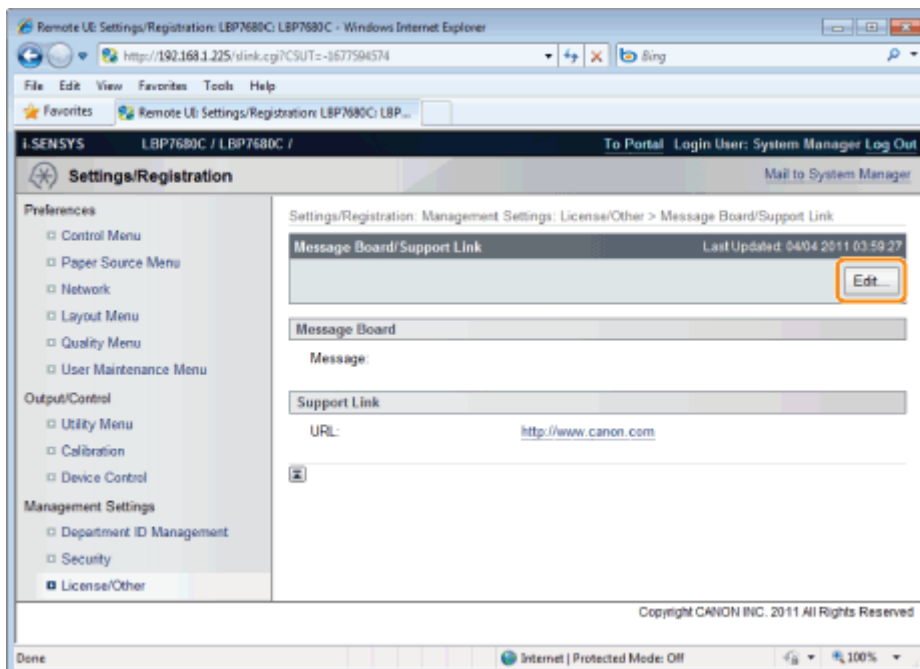 Remote UI: Settings/Registration: LBP7680C: LBP7680C - Windows Internet Explorer
http://192.168.1.225/slink.cgi?CSUT=-1677594574
Bing
File Edit View Favorites Tools Help
Favorites
Remote UI: Settings/Registration: LBP7680C: LBP...
i-SENSYS LBP7680C / LBP7680C /
To Portal Login User: System Manager Log Out
Settings/Registration
Mail to System Manager
Preferences
Control Menu
Paper Source Menu
Network
Layout Menu
Quality Menu
User Maintenance Menu
Output/Control
Utility Menu
Calibration
Device Control
Management Settings
Department ID Management
Security
License/Other
Settings/Registration: Management Settings: License/Other > Message Board/Support Link
Message Board/Support Link
Last Updated: 04/04 2011 03:59:27
Edit...
Message Board
Message:
Support Link
URL: http://www.canon.com
Copyright CANON INC. 2011 All Rights Reserved
Done
Internet | Protected Mode: Off
100%